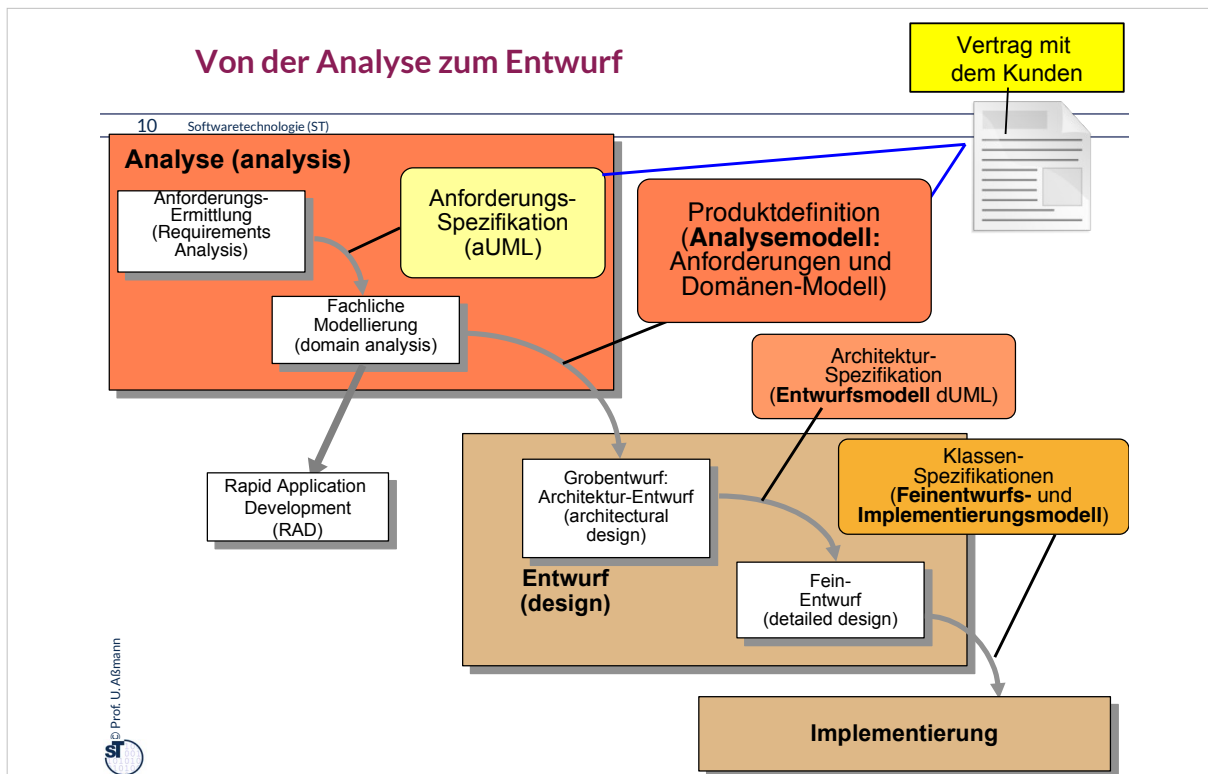 Von der Analyse zum Entwurf
Vertrag mit
dem Kunden
10 Softwaretechnologie (ST)
Analyse (analysis)
Anforderungs-
Ermittlung
(Requirements
Analysis)
Anforderungs-
Spezifikation
(aUML)
Produktdefinition
(Analysemodell:
Anforderungen und
Domänen-Modell)
Fachliche
Modellierung
(domain analysis)
Architektur-
Spezifikation
(Entwurfsmodell dUML)
Rapid Application
Development
(RAD)
Grobentwurf:
Architektur-Entwurf
(architectural
design)
Klassen-
Spezifikationen
(Feinentwurfs- und
Implementierungsmodell)
Entwurf
(design)
Fein-
Entwurf
(detailed design)
Implementierung
© Prof. U. Aßmann
ST